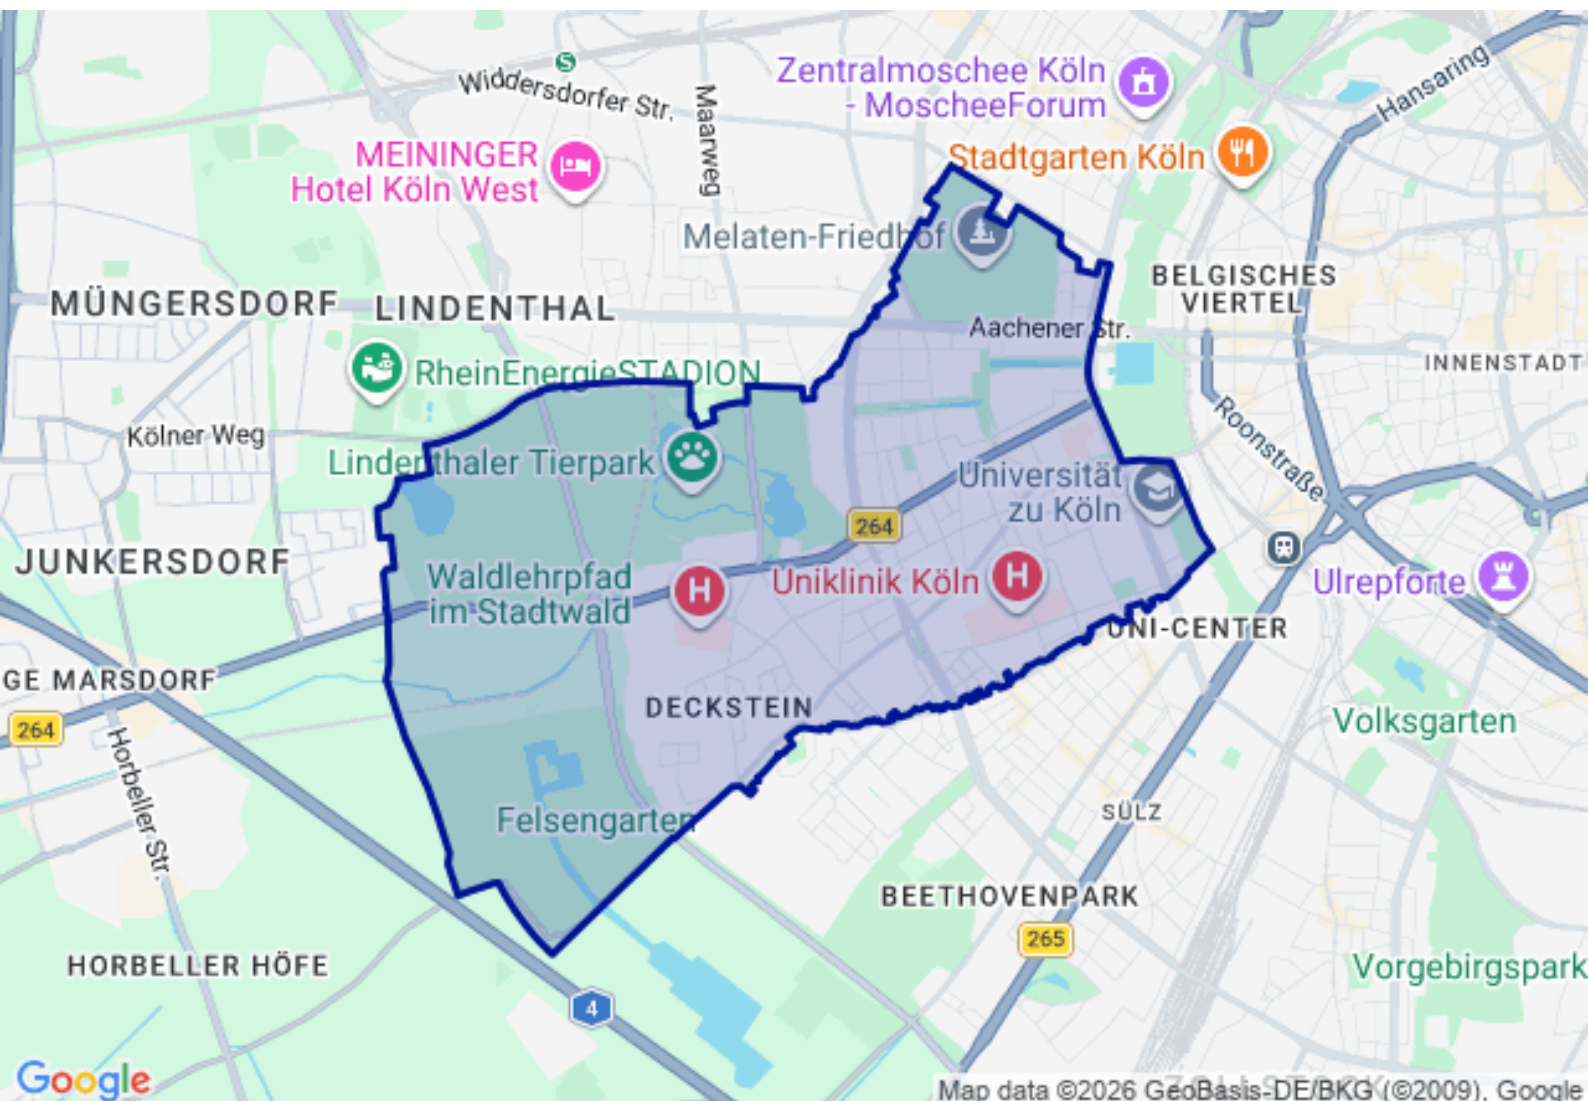 Hansaring
Zentralmoschee Köln
- MoscheeForum
Widdersdorfer Str.
Maarweg
MEININGER
Hotel Köln West
Stadtgarten Köln
Melaten-Friedhof
BELGISCHES
VIERTEL
MÜNGERSDORF
LINDENTHAL
Aachener Str.
INNENSTADT
RheinEnergieSTADION
Kölner Weg
Roonstraße
Lindenthaler Tierpark
Universität
zu Köln
264
JUNKERSDORF
Waldlehrpfad
im Stadtwald
H
Uniklinik Köln
H
Ulrepforte
UNI-CENTER
GE MARSDORF
264
DECKSTEIN
Volksgarten
Horbeller Str.
Felsengarten
SÜLZ
BEETHOVENPARK
265
HORBELLER HÖFE
Vorgebirgspark
4
S
Google
Map data ©2026 GeoBasis-DE/BKG (©2009), Google